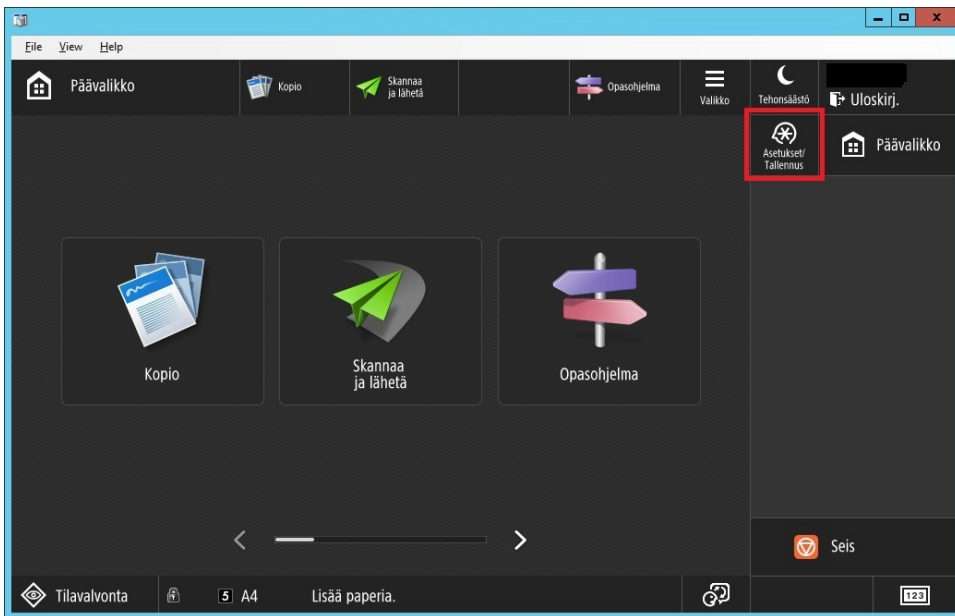 File View Help
Päävalikko
Kopio
Skannaa
ja lähetä
Opasohjelma
Valikko
Tehonsäästö
Uloskirj.
Asetukset/
Tallennus
Päävalikko
Kopio
Skannaa
ja lähetä
Opasohjelma
Seis
Tilavalvonta
5 A4
Lisää paperia.
123